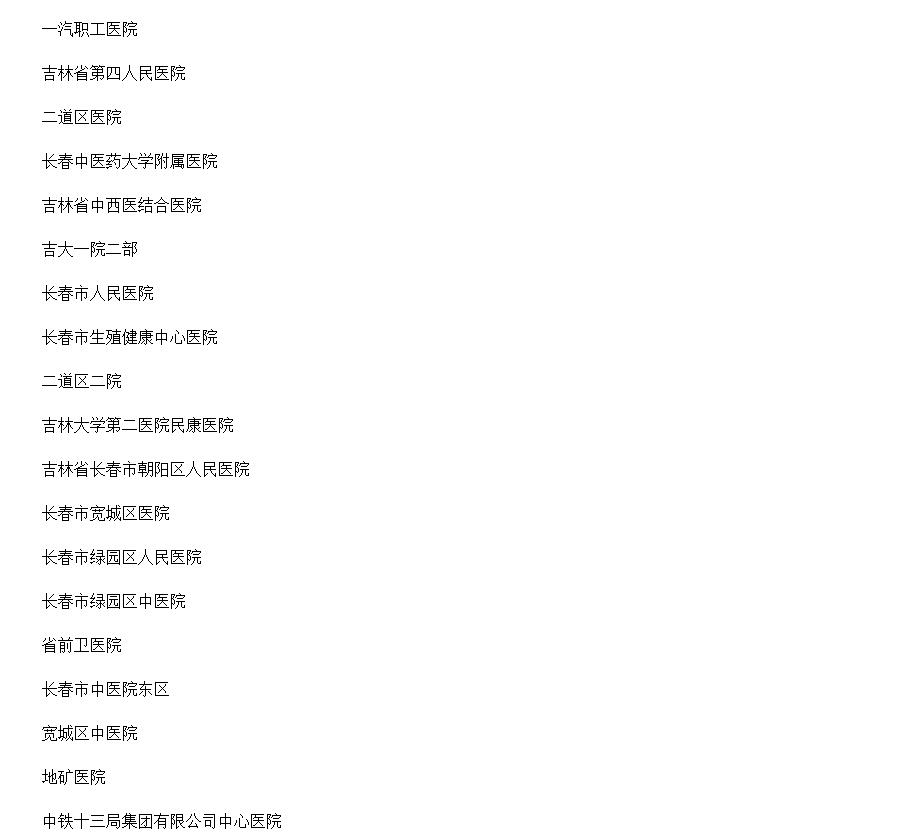 一汽职工医院
吉林省第四人民医院
二道区医院
长春中医药大学附属医院
吉林省中西医结合医院
吉大一院二部
长春市人民医院
长春市生殖健康中心医院
二道区二院
吉林大学第二医院民康医院
吉林省长春市朝阳区人民医院
长春市宽城区医院
长春市绿园区人民医院
长春市绿园区中医院
省前卫医院
长春市中医院东区
宽城区中医院
地矿医院
中铁十三局集团有限公司中心医院